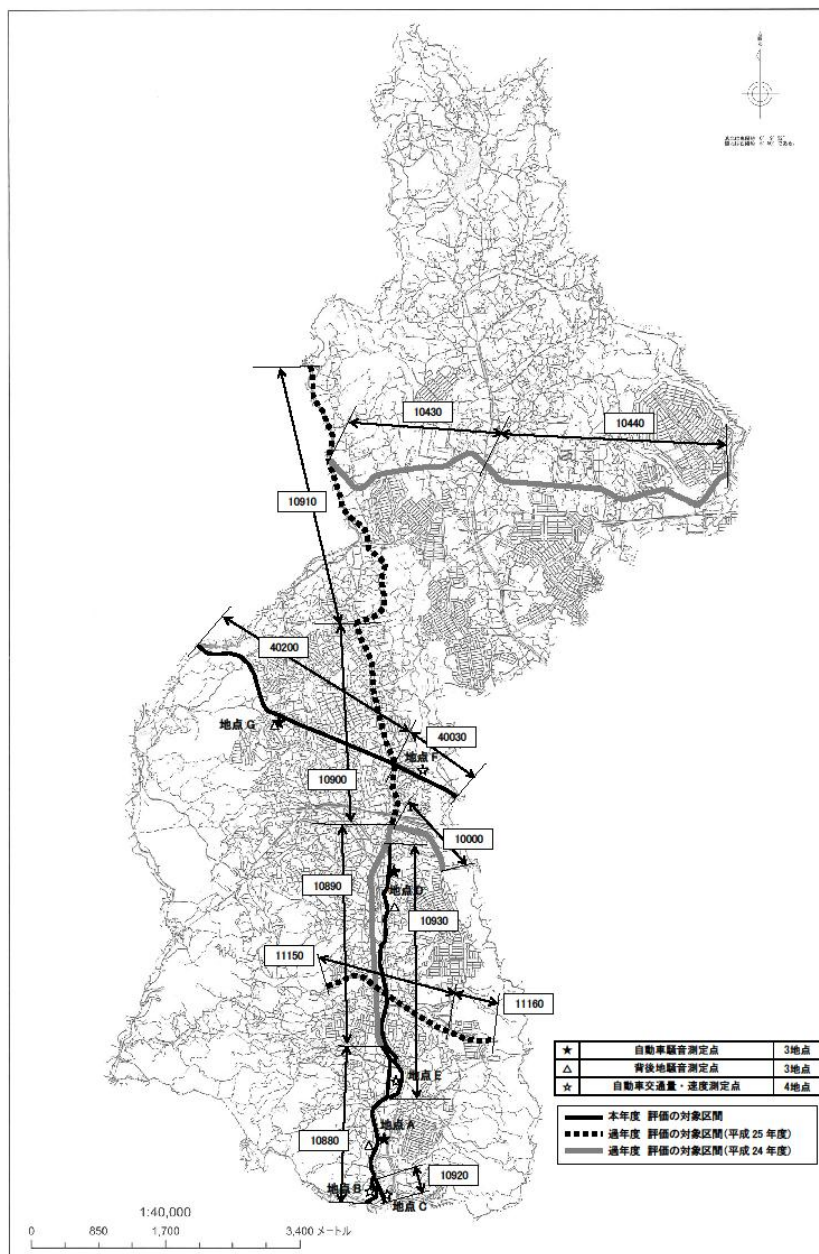 10430
10440
10910
40200
地点 G
40030
地点 F
10900
10000
10890
地点 D
10930
11150
11160
地点 E
地点 A
10880
10920
地点 B
地点 C
★ 自動車騒音測定点 3地点
△ 背後地騒音測定点 3地点
☆ 自動車交通量・速度測定点 4地点
本年度 評価の対象区間
過年度 評価の対象区間(平成 25 年度)
過年度 評価の対象区間(平成 24 年度)
1:40,000
0 850 1,700 3,400 メートル